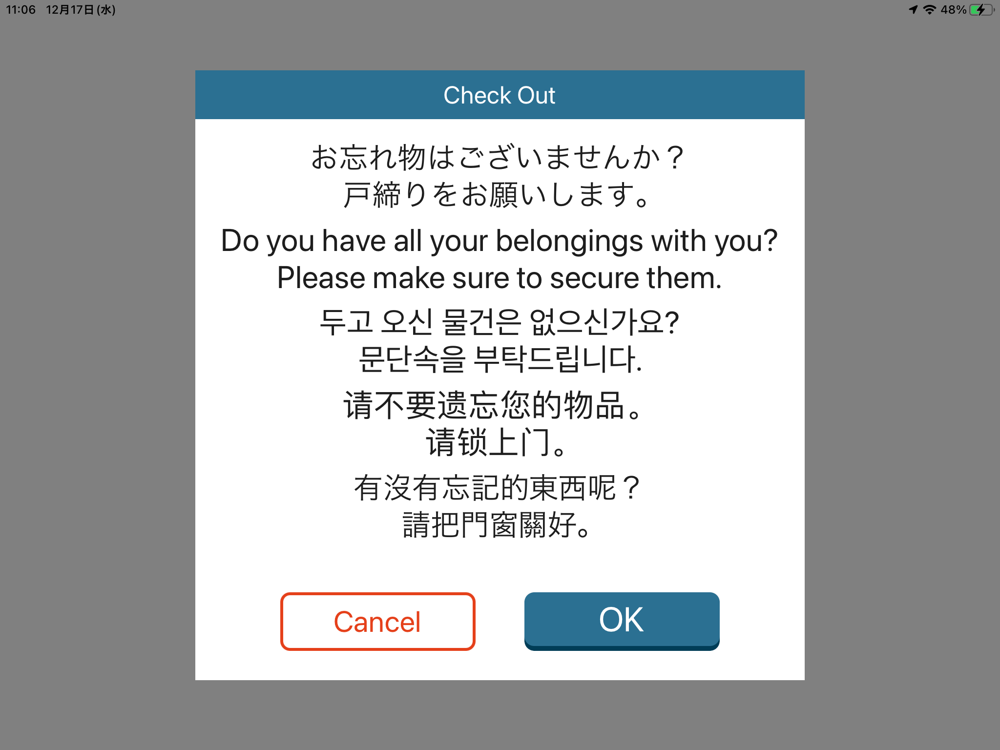 11:06 12月17日(水) 48%
Check Out
お忘れ物はございませんか？
戸締りをお願いします。
Do you have all your belongings with you?
Please make sure to secure them.
두고 오신 물건은 없으신가요?
문단속을 부탁드립니다.
请不要遗忘您的物品。
请锁上门。
有沒有忘記的東西呢？
請把門窗關好。
Cancel OK